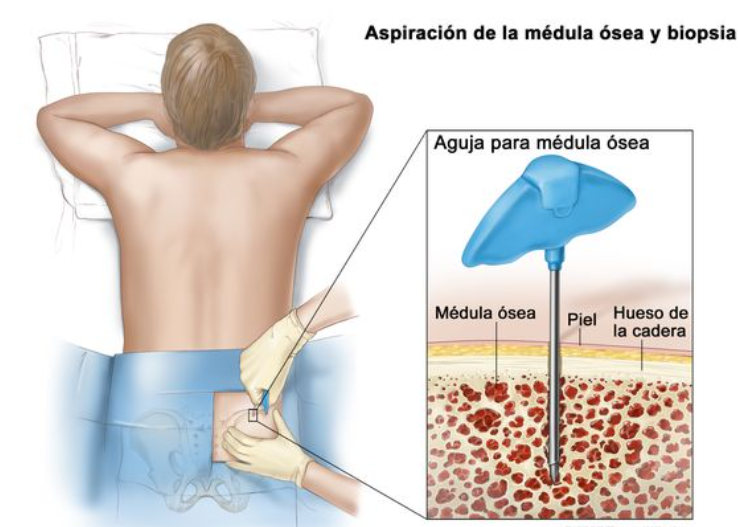 Aspiración de la médula ósea y biopsia
Aguja para médula ósea
Médula ósea
Piel
Hueso de
la cadera